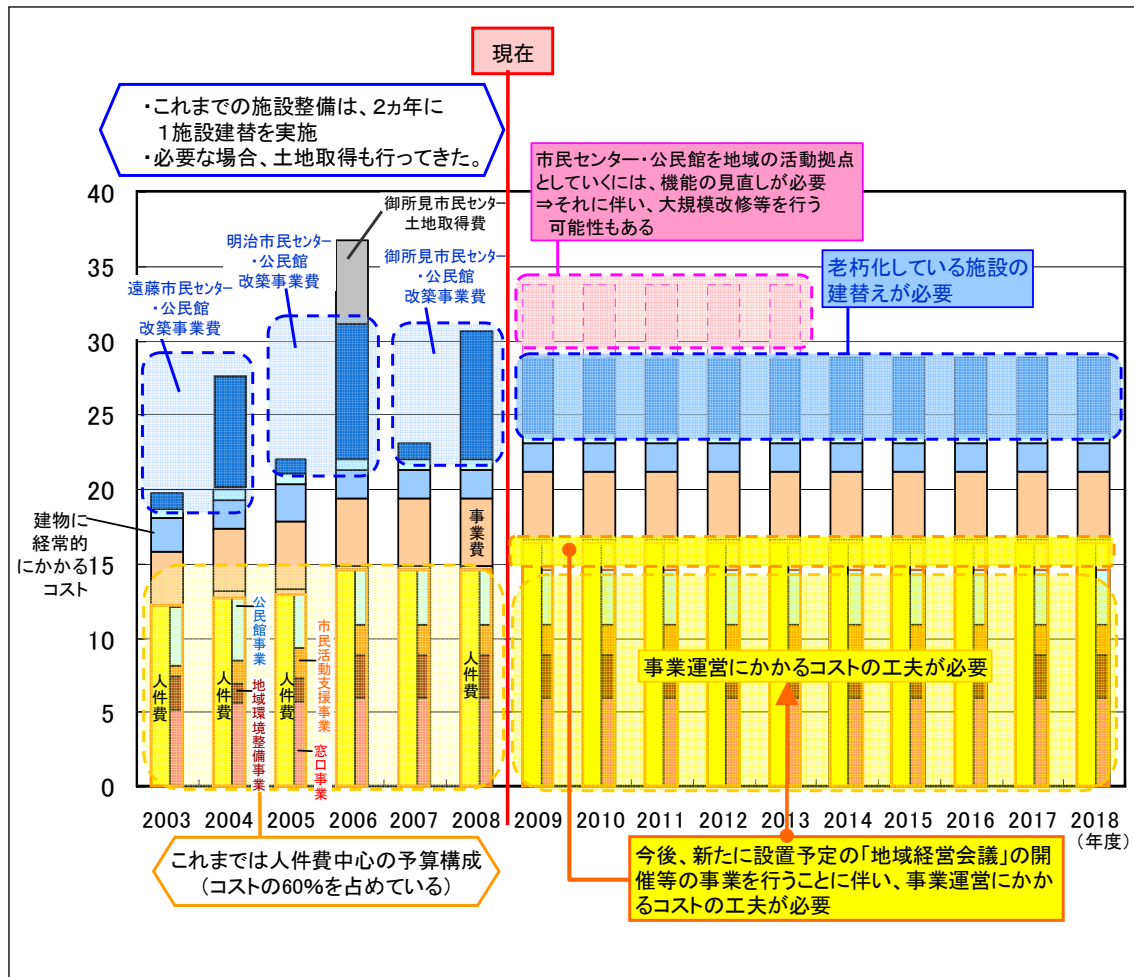 現在
・これまでの施設整備は、2ヵ年に
1施設建替を実施
・必要な場合、土地取得も行ってきた。
市民センター・公民館を地域の活動拠点
としていくには、機能の見直しが必要
⇒それに伴い、大規模改修等を行う
可能性もある
老朽化している施設の
建替えが必要
御所見市民センター
土地取得費
明治市民センター
・公民館
改築事業費
御所見市民センター
・公民館
改築事業費
遠藤市民センター
・公民館
改築事業費
40
35
30
25
20
15
10
5
0
建物に
経常的
にかかる
コスト
事業費
人件費
人件費
人件費
人件費
公民館事業
地域環境整備事業
市民活動支援事業
窓口事業
事業運営にかかるコストの工夫が必要
2003 2004 2005 2006 2007 2008 2009 2010 2011 2012 2013 2014 2015 2016 2017 2018
(年度)
これまでは人件費中心の予算構成
(コストの60%を占めている)
今後、新たに設置予定の「地域経営会議」の開
催等の事業を行うことに伴い、事業運営にかか
るコストの工夫が必要